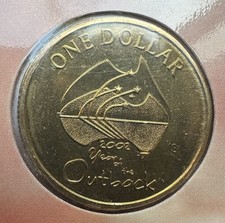 ONE DOLLAR
2002
Year of
the
Outback